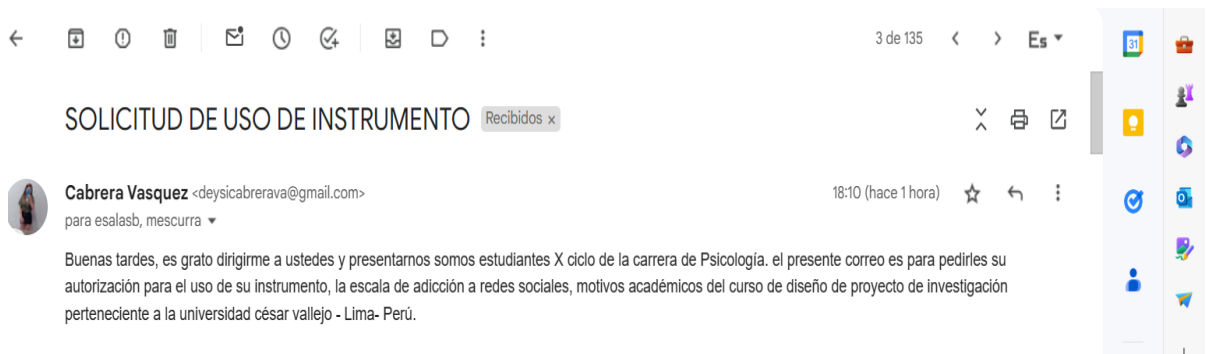 3 de 135
Es
31
SOLICITUD DE USO DE INSTRUMENTO Recibidos x
Cabrera Vasquez <deysicabrerava@gmail.com> 18:10 (hace 1 hora)
para esalasb, mescurra
Buenas tardes, es grato dirigirme a ustedes y presentarnos somos estudiantes X ciclo de la carrera de Psicología. el presente correo es para pedirles su
autorización para el uso de su instrumento, la escala de adicción a redes sociales, motivos académicos del curso de diseño de proyecto de investigación
perteneciente a la universidad césar vallejo - Lima- Perú.